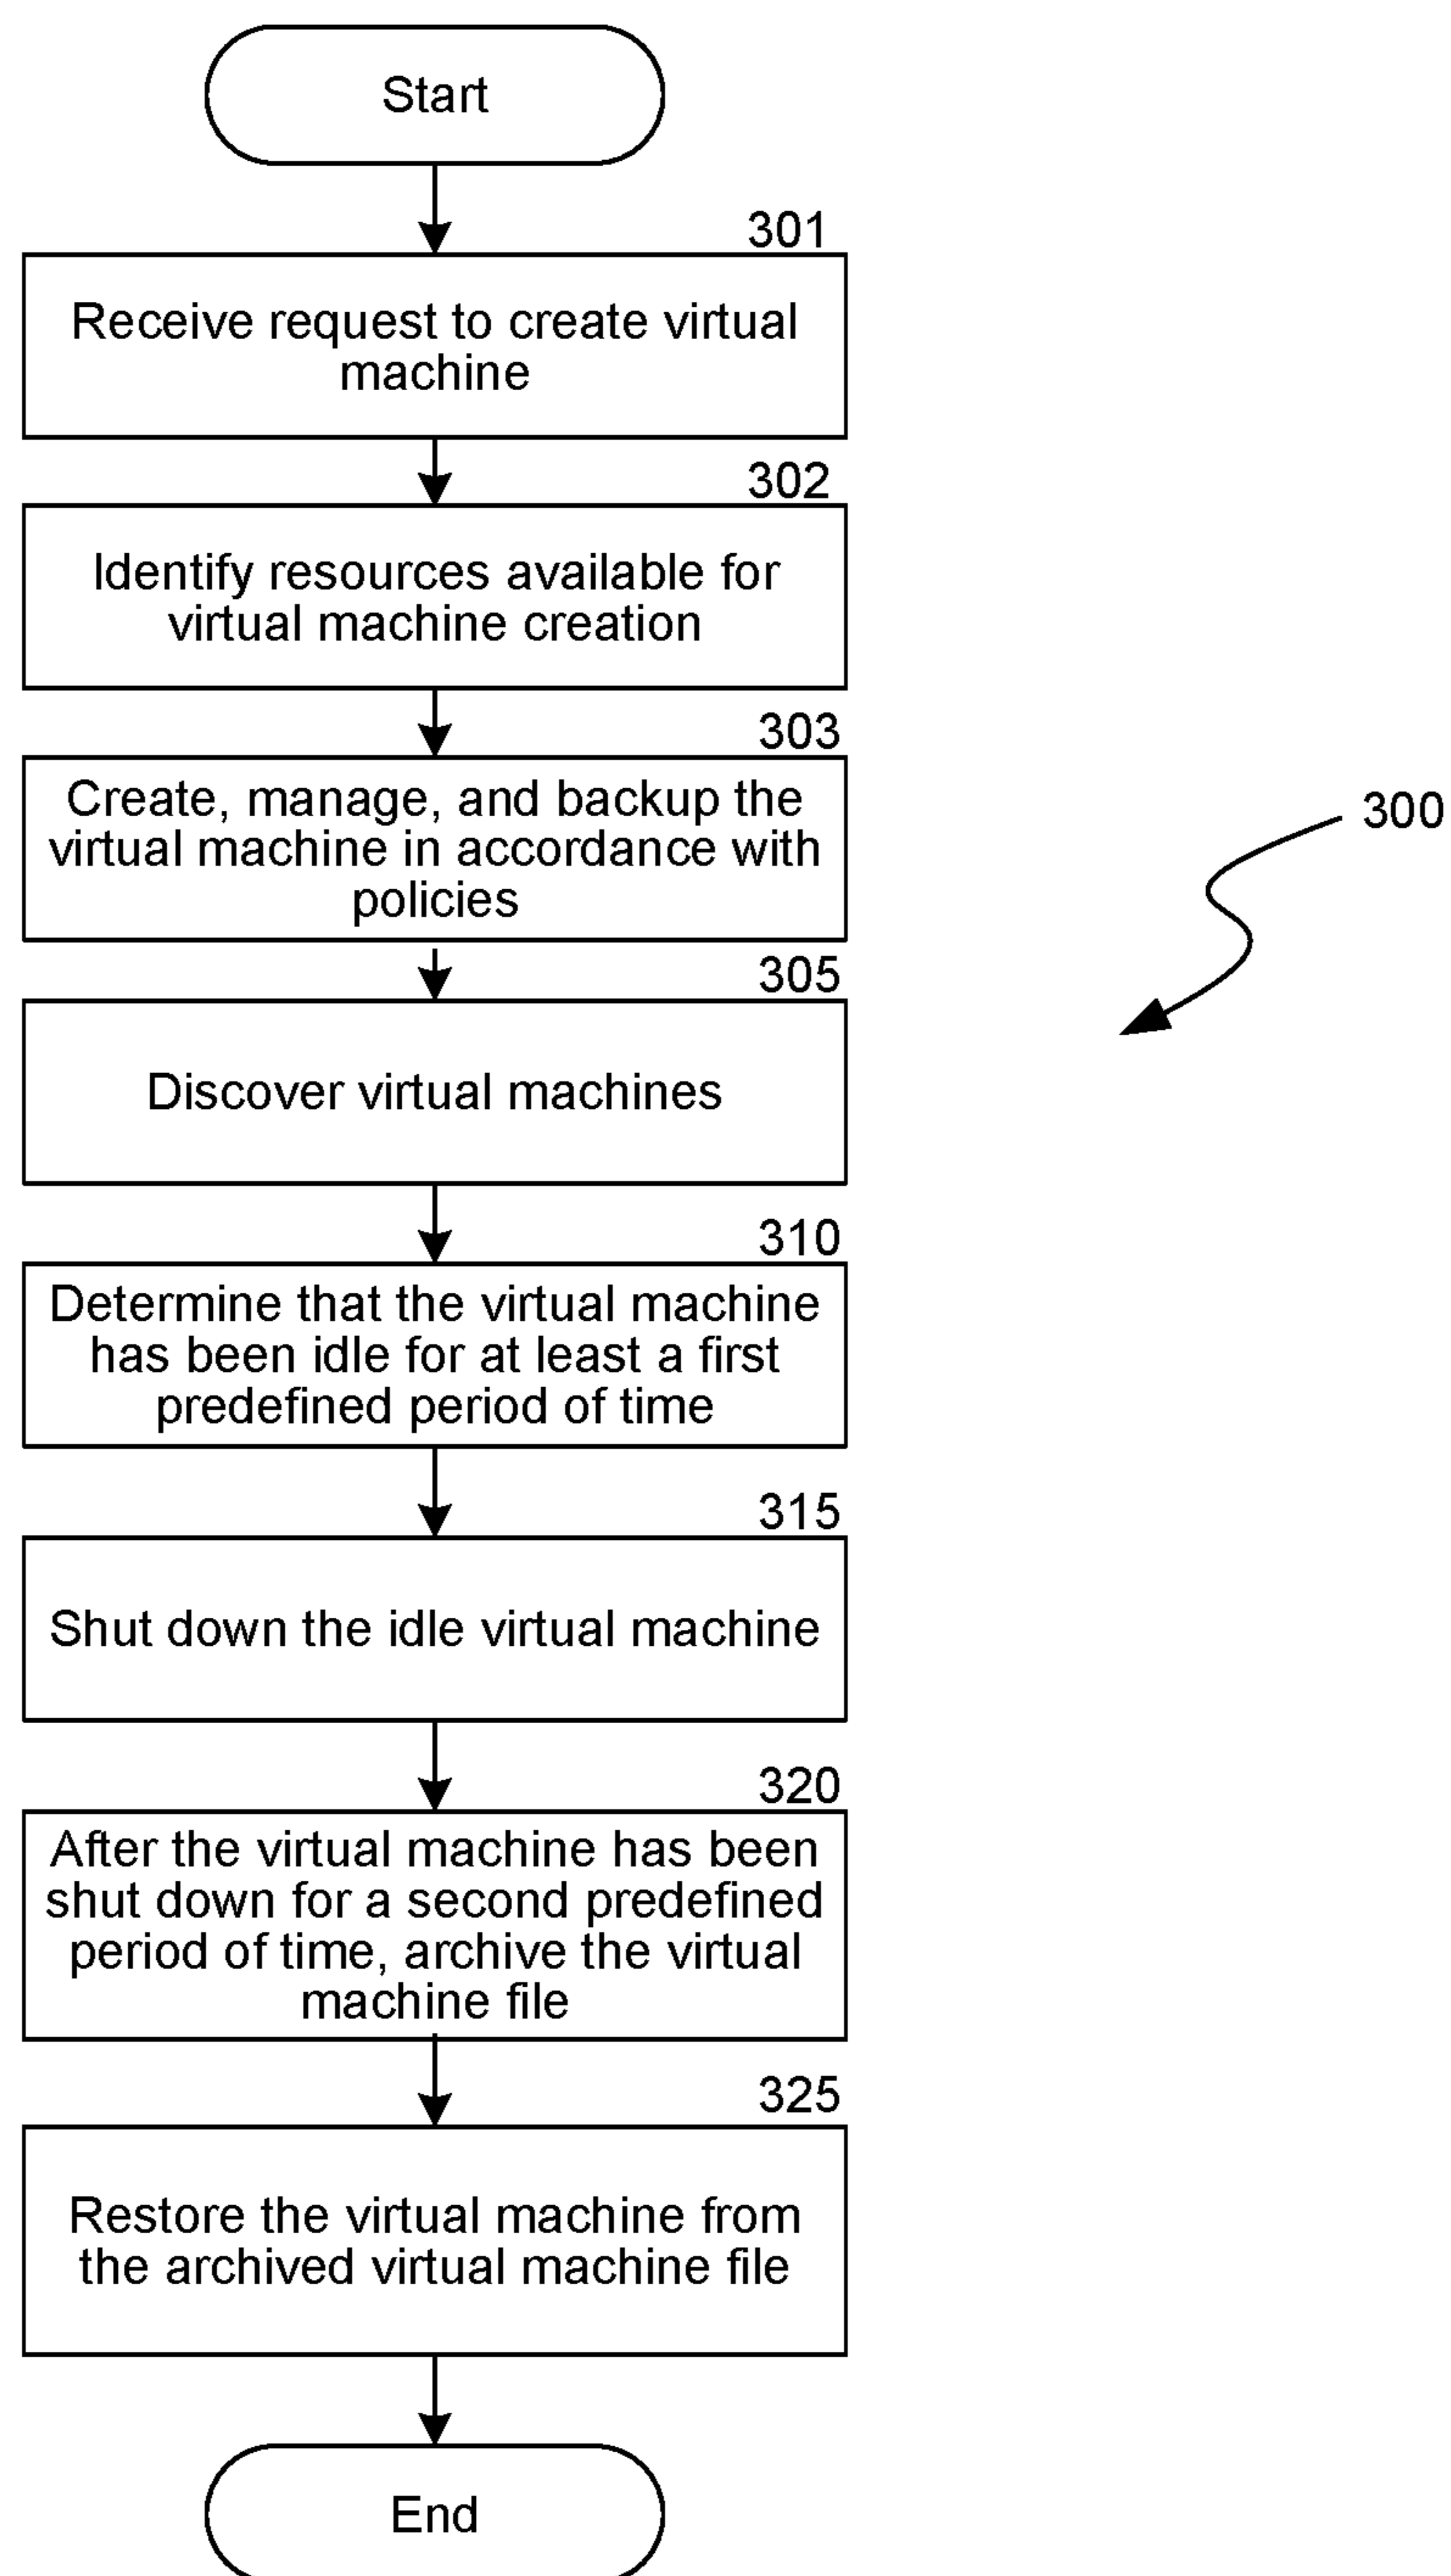 Start
301
Receive request to create virtual
machine
302
Identify resources available for
virtual machine creation
303
Create, manage, and backup the
virtual machine in accordance with
policies
300
305
Discover virtual machines
310
Determine that the virtual machine
has been idle for at least a first
predefined period of time
315
Shut down the idle virtual machine
320
After the virtual machine has been
shut down for a second predefined
period of time, archive the virtual
machine file
325
Restore the virtual machine from
the archived virtual machine file
End